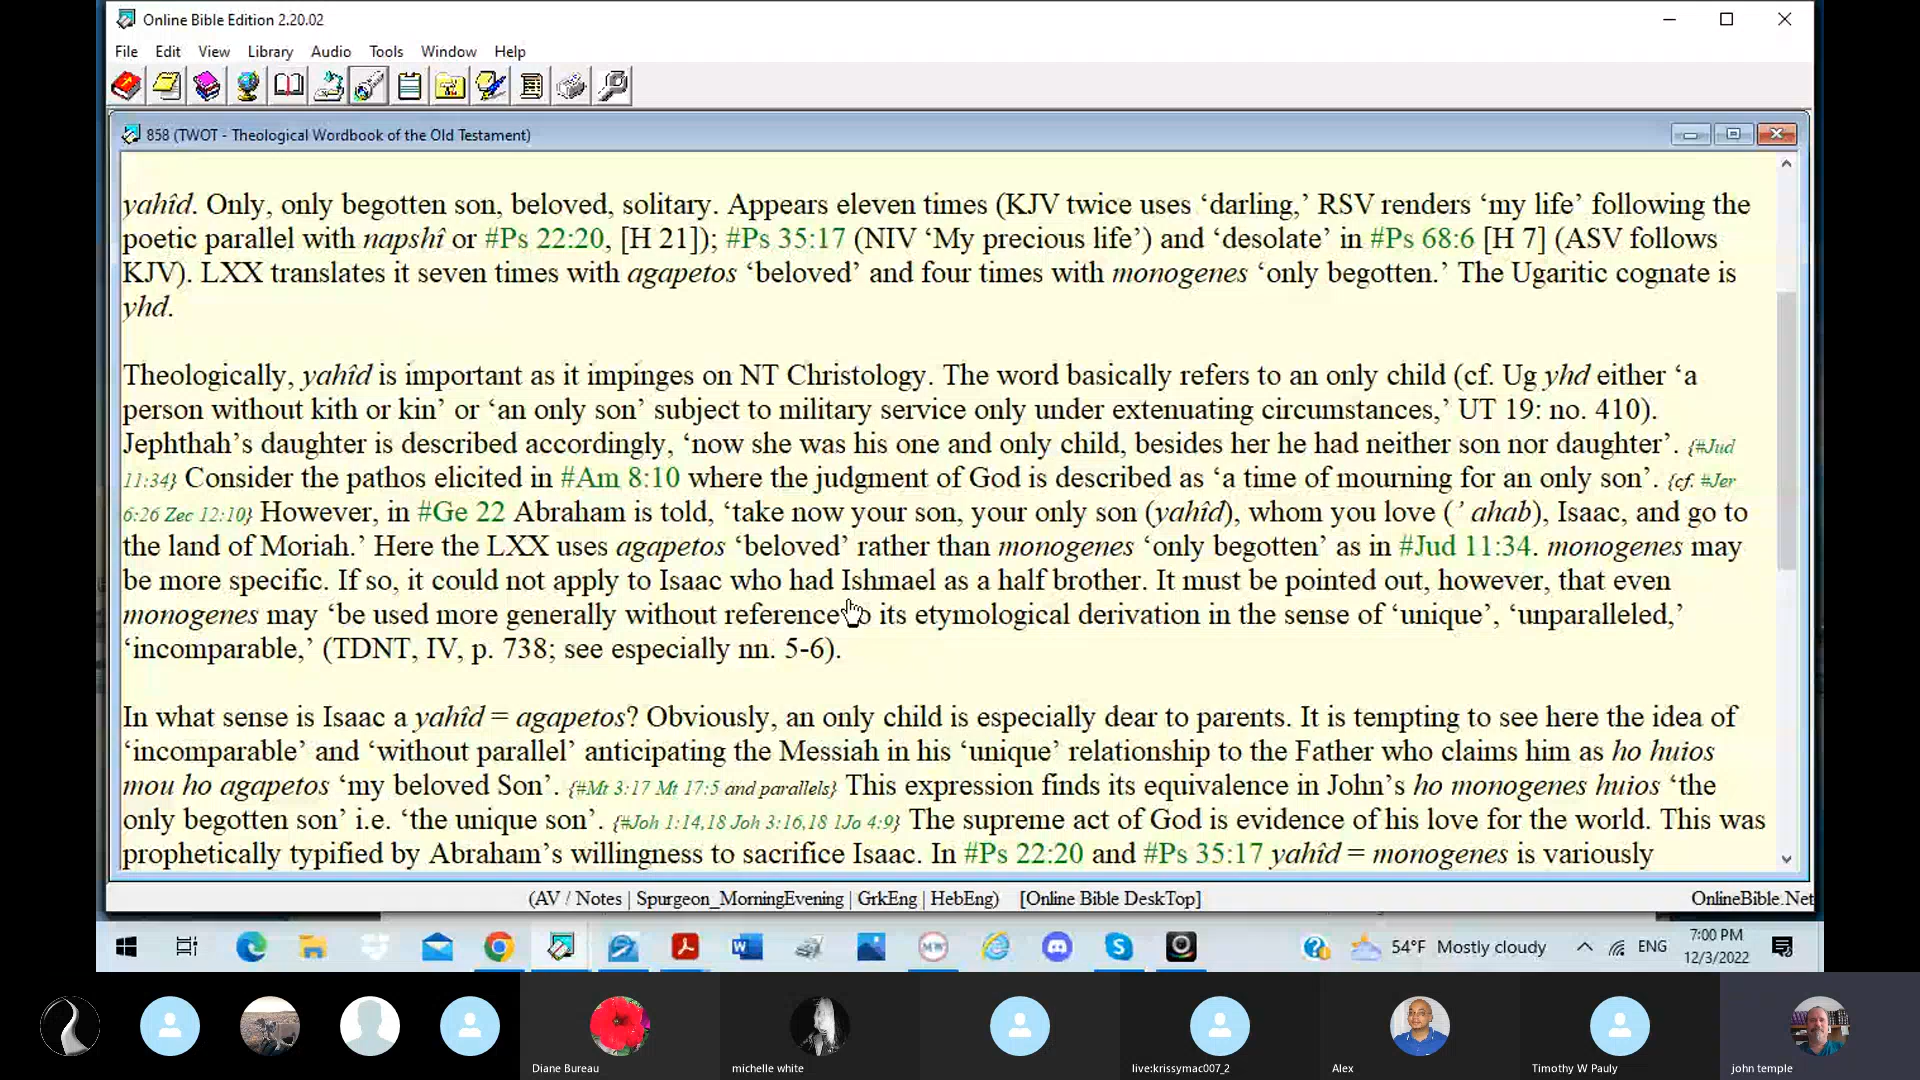 Online Bible Edition 2.20.02
File Edit View Library Audio Tools Window Help
858 (TWOT - Theological Wordbook of the Old Testament)
yahîd. Only, only begotten son, beloved, solitary. Appears eleven times (KJV twice uses ‘darling,’ RSV renders ‘my life’ following the
poetic parallel with napshî or #Ps 22:20, [H 21]); #Ps 35:17 (NIV ‘My precious life’) and ‘desolate’ in #Ps 68:6 [H 7] (ASV follows
KJV). LXX translates it seven times with agapetos ‘beloved’ and four times with monogenes ‘only begotten.’ The Ugaritic cognate is
yhd.
Theologically, yahîd is important as it impinges on NT Christology. The word basically refers to an only child (cf. Ug yhd either ‘a
person without kith or kin’ or ‘an only son’ subject to military service only under extenuating circumstances,’ UT 19: no. 410).
Jephthah’s daughter is described accordingly, ‘now she was his one and only child, besides her he had neither son nor daughter’. {#Jud
11:34} Consider the pathos elicited in #Am 8:10 where the judgment of God is described as ‘a time of mourning for an only son’. {cf. #Jer
6:26 Zec 12:10} However, in #Ge 22 Abraham is told, ‘take now your son, your only son (yahîd), whom you love (’ahab), Isaac, and go to
the land of Moriah.’ Here the LXX uses agapetos ‘beloved’ rather than monogenes ‘only begotten’ as in #Jud 11:34. monogenes may
be more specific. If so, it could not apply to Isaac who had Ishmael as a half brother. It must be pointed out, however, that even
monogenes may ‘be used more generally without reference to its etymological derivation in the sense of ‘unique’, ‘unparalleled,’
‘incomparable,’ (TDNT, IV, p. 738; see especially nn. 5-6).
In what sense is Isaac a yahîd = agapetos? Obviously, an only child is especially dear to parents. It is tempting to see here the idea of
‘incomparable’ and ‘without parallel’ anticipating the Messiah in his ‘unique’ relationship to the Father who claims him as ho huios
mou ho agapetos ‘my beloved Son’. {#Mt 3:17 Mt 17:5 and parallels} This expression finds its equivalence in John’s ho monogenes huios ‘the
only begotten son’ i.e. ‘the unique son’. {#Joh 1:14,18 Joh 3:16,18 1Jo 4:9} The supreme act of God is evidence of his love for the world. This was
prophetically typified by Abraham’s willingness to sacrifice Isaac. In #Ps 22:20 and #Ps 35:17 yahîd = monogenes is variously
(AV / Notes | Spurgeon_MorningEvening | GrkEng | HebEng) [Online Bible DeskTop] OnlineBible.Net
54°F Mostly cloudy ENG 7:00 PM
12/3/2022
Diane Bureau michelle white live:krissymac007_2 Alex Timothy W Pauly john temple